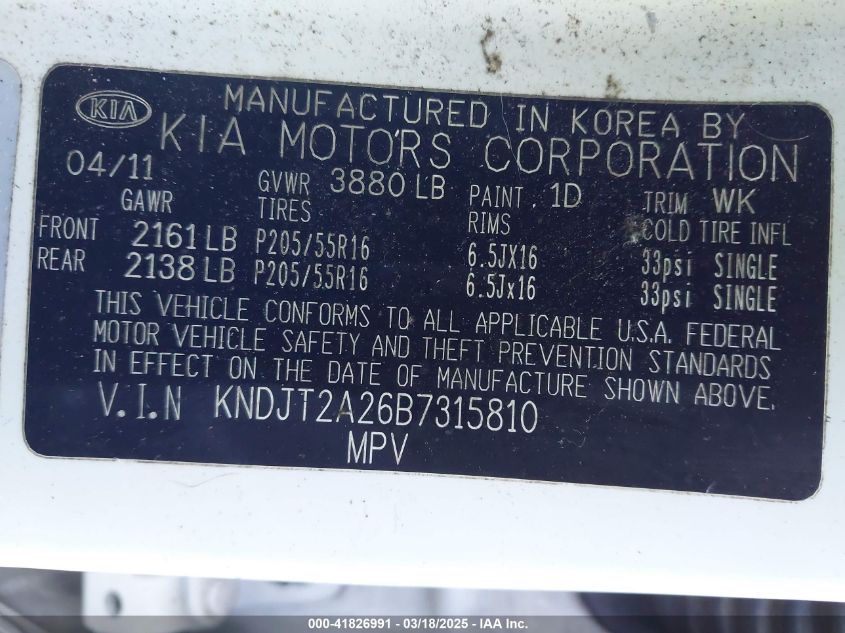 KIA
MANUFACTURED IN KOREA BY
KIA MOTORS CORPORATION
04/11 GVWR 3880 LB PAINT 1D TRIM WK
GAWR TIRES RIMS COLD TIRE INFL
FRONT 2161 LB P205/55R16 6.5JX16 33psi SINGLE
REAR 2138 LB P205/55R16 6.5Jx16 33psi SINGLE
THIS VEHICLE CONFORMS TO ALL APPLICABLE U.S.A. FEDERAL
MOTOR VEHICLE SAFETY AND THEFT PREVENTION STANDARDS
IN EFFECT ON THE DATE OF MANUFACTURE SHOWN ABOVE.
V.I.N KNDJT2A26B7315810
MPV
000-41826991 - 03/18/2025 - IAA Inc.